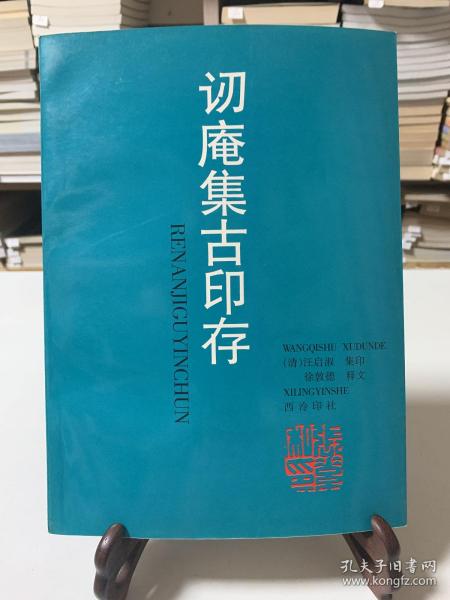 讱庵集古印存
RENANJIGUYINCHUN
WANGQISHU XUDUNDE
(清)汪启淑 集印
徐敦德 释文
XILINGYINSHE
西泠印社
孔夫子旧书网
www.kongfz.com